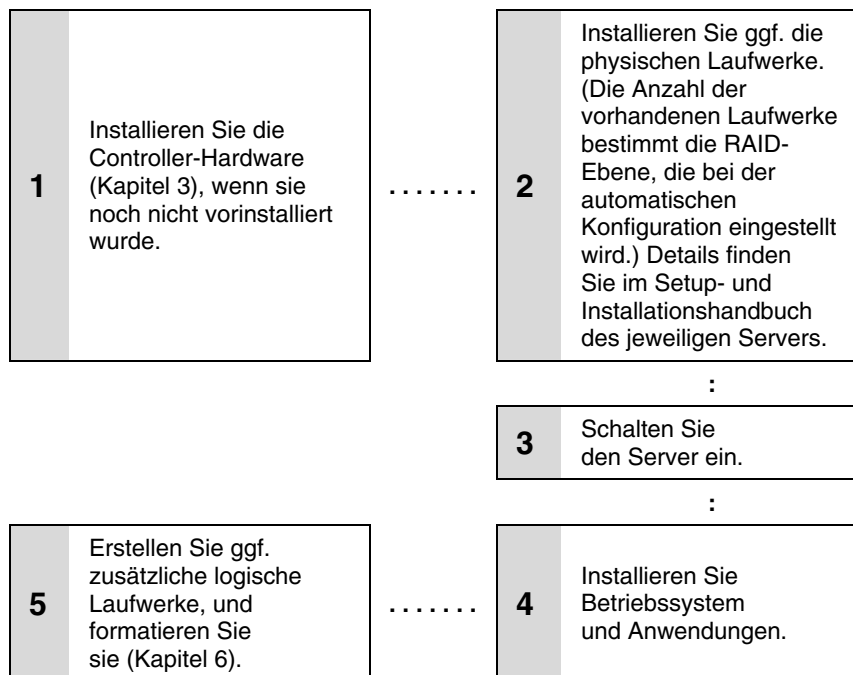 1
Installieren Sie die
Controller-Hardware
(Kapitel 3), wenn sie
noch nicht vorinstalliert
wurde.
.......
2
Installieren Sie ggf. die
physischen Laufwerke.
(Die Anzahl der
vorhandenen Laufwerke
bestimmt die RAID-
Ebene, die bei der
automatischen
Konfiguration eingestellt
wird.) Details finden
Sie im Setup- und
Installationshandbuch
des jeweiligen Servers.
:
3
Schalten Sie
den Server ein.
:
4
Installieren Sie
Betriebssystem
und Anwendungen.
.......
5
Erstellen Sie ggf.
zusätzliche logische
Laufwerke, und
formatieren Sie
sie (Kapitel 6).